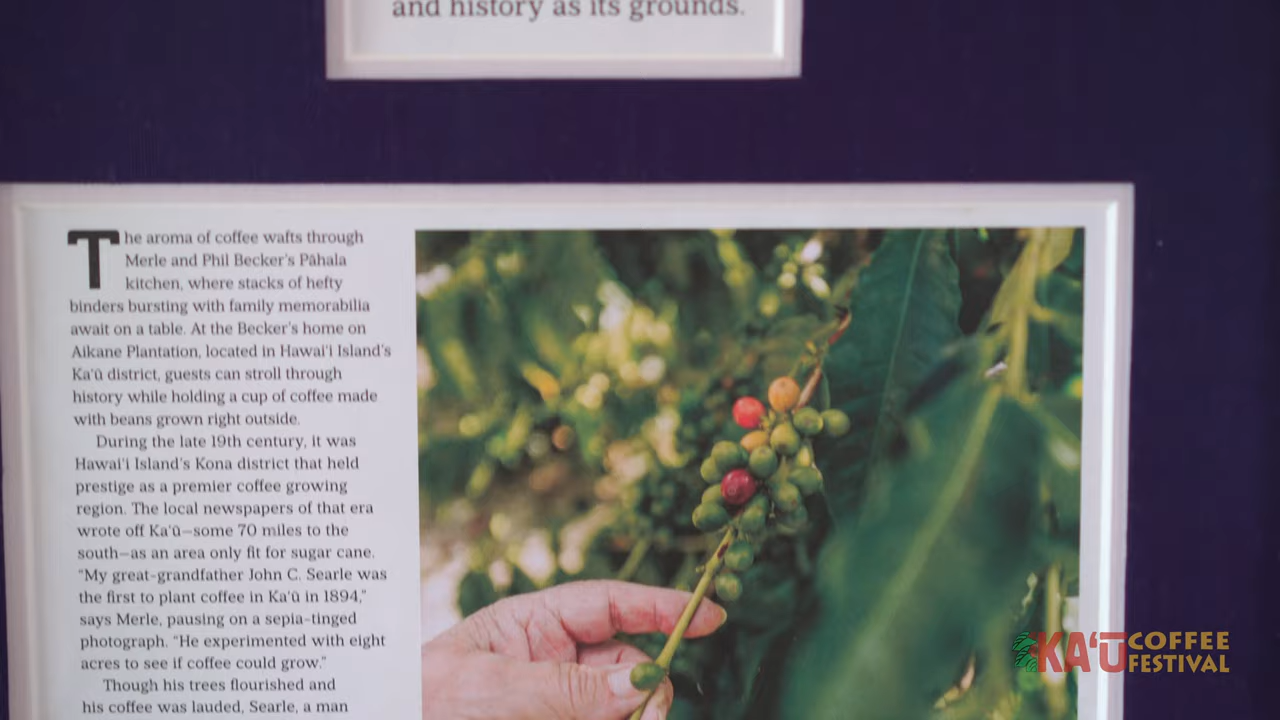 and history as its grounds.
The aroma of coffee wafts through
Merle and Phil Becker's Pāhala
kitchen, where stacks of hefty
binders bursting with family memorabilia
await on a table. At the Becker's home on
Aikane Plantation, located in Hawai‘i Island's
Ka‘ū district, guests can stroll through
history while holding a cup of coffee made
with beans grown right outside.
During the late 19th century, it was
Hawai‘i Island's Kona district that held
prestige as a premier coffee growing
region. The local newspapers of that era
wrote off Ka‘ū—some 70 miles to the
south—as an area only fit for sugar cane.
“My great-grandfather John C. Searle was
the first to plant coffee in Ka‘ū in 1894,”
says Merle, pausing on a sepia-tinged
photograph. “He experimented with eight
acres to see if coffee could grow.”
Though his trees flourished and
his coffee was lauded, Searle, a man
KA‘Ū COFFEE
FESTIVAL